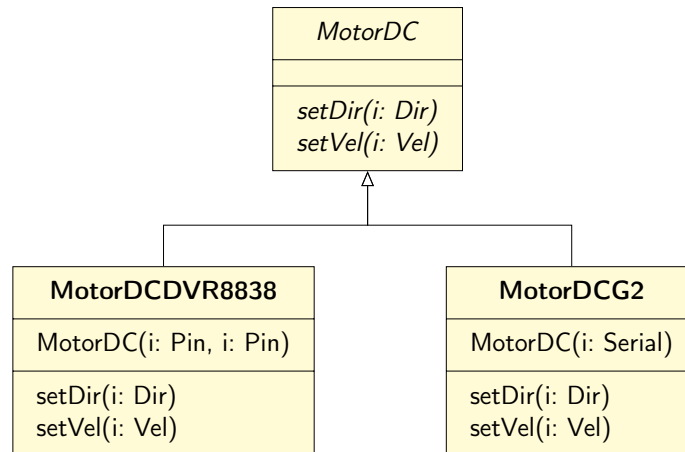 MotorDC
setDir(i: Dir)
setVel(i: Vel)
MotorDCDVR8838
MotorDC(i: Pin, i: Pin)
setDir(i: Dir)
setVel(i: Vel)
MotorDCG2
MotorDC(i: Serial)
setDir(i: Dir)
setVel(i: Vel)